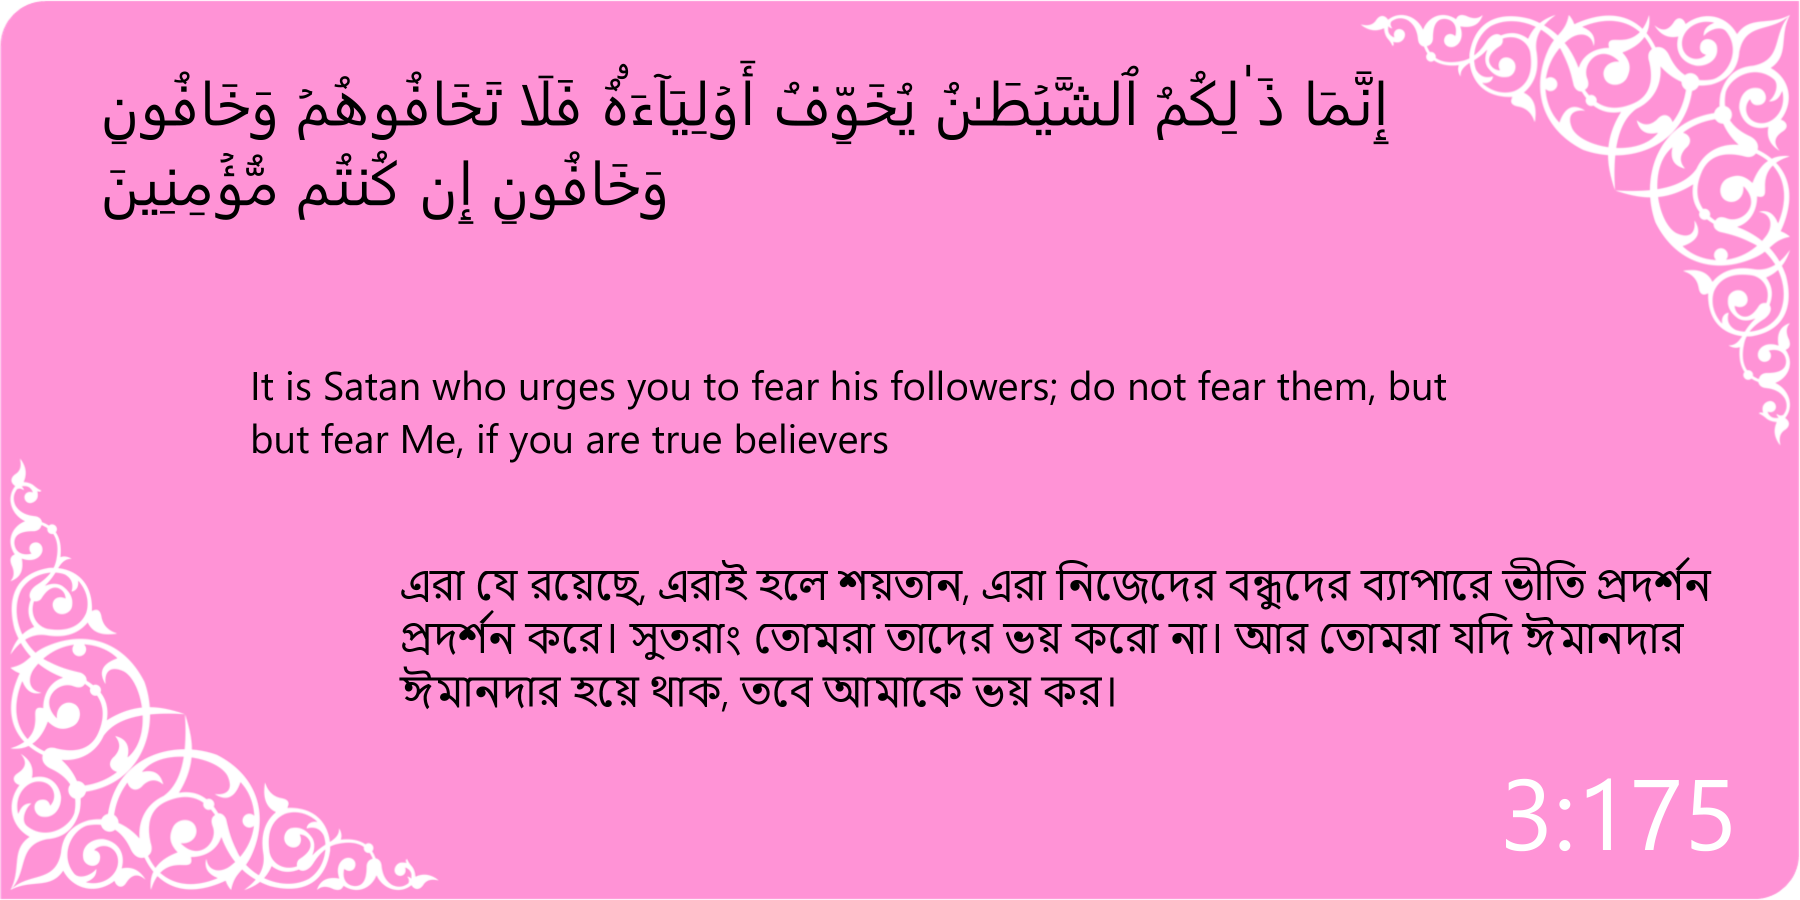 إِنَّمَا ذَٰلِكُمُ ٱلشَّيۡطَـٰنُ يُخَوِّفُ أَوۡلِيَآءَهُۥ فَلَا تَخَافُوهُمۡ وَخَافُونِ
وَخَافُونِ إِن كُنتُم مُّؤۡمِنِينَ
It is Satan who urges you to fear his followers; do not fear them, but
but fear Me, if you are true believers
এরা যে রয়েছে, এরাই হলে শয়তান, এরা নিজেদের বন্ধুদের ব্যাপারে ভীতি প্রদর্শন
প্রদর্শন করে। সুতরাং তোমরা তাদের ভয় করো না। আর তোমরা যদি ঈমানদার
ঈমানদার হয়ে থাক, তবে আমাকে ভয় কর।
3:175